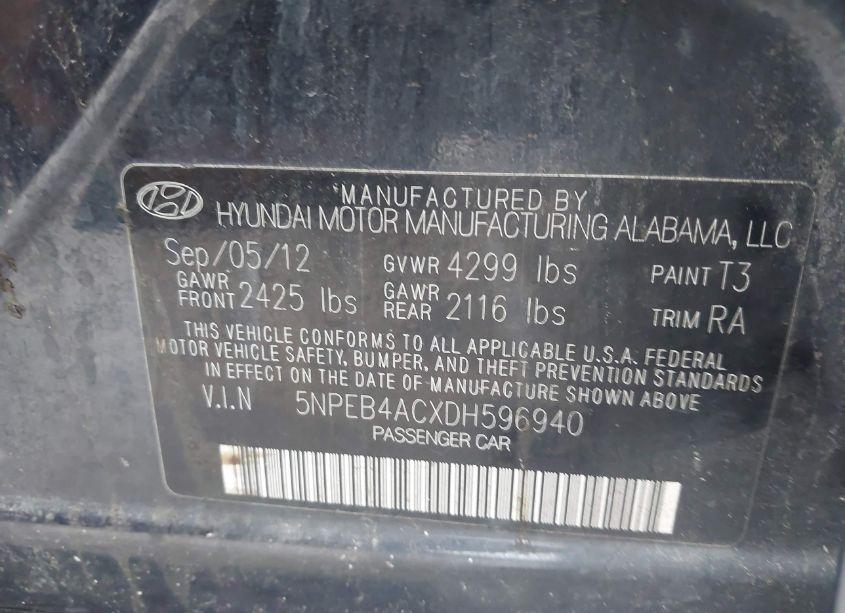 MANUFACTURED BY
HYUNDAI MOTOR MANUFACTURING ALABAMA, LLC
Sep/05/12 GVWR 4299 lbs PAINT T3
GAWR FRONT 2425 lbs GAWR REAR 2116 lbs TRIM RA
THIS VEHICLE CONFORMS TO ALL APPLICABLE U.S.A. FEDERAL
MOTOR VEHICLE SAFETY, BUMPER, AND THEFT PREVENTION STANDARDS
IN EFFECT ON THE DATE OF MANUFACTURE SHOWN ABOVE
V.I.N 5NPEB4ACXDH596940
PASSENGER CAR